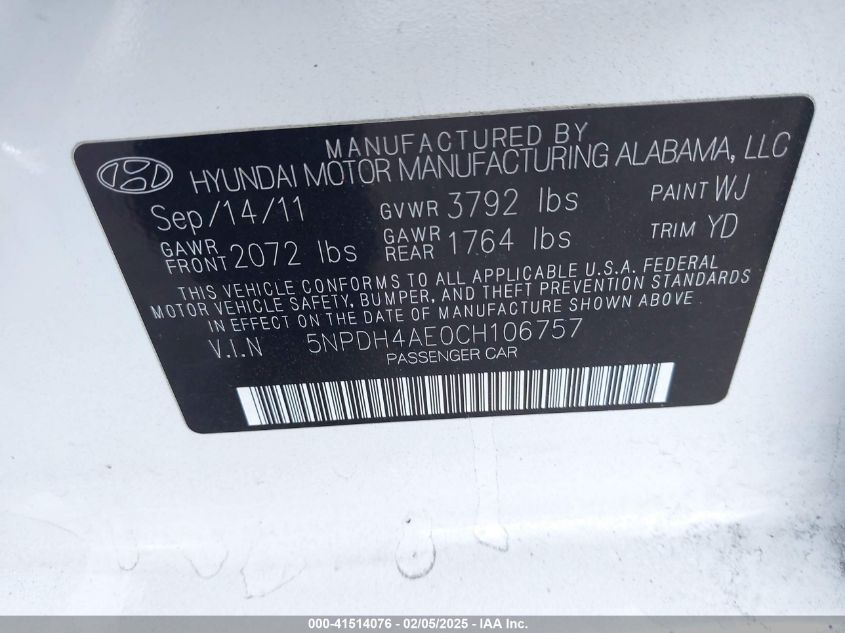 MANUFACTURED BY
HYUNDAI MOTOR MANUFACTURING ALABAMA, LLC
Sep/14/11 GVWR 3792 lbs PAINT WJ
GAWR FRONT 2072 lbs GAWR REAR 1764 lbs TRIM YD
THIS VEHICLE CONFORMS TO ALL APPLICABLE U.S.A. FEDERAL
MOTOR VEHICLE SAFETY, BUMPER, AND THEFT PREVENTION STANDARDS
IN EFFECT ON THE DATE OF MANUFACTURE SHOWN ABOVE.
V.I.N 5NPDH4AE0CH106757
PASSENGER CAR
000-41514076 - 02/05/2025 - IAA Inc.